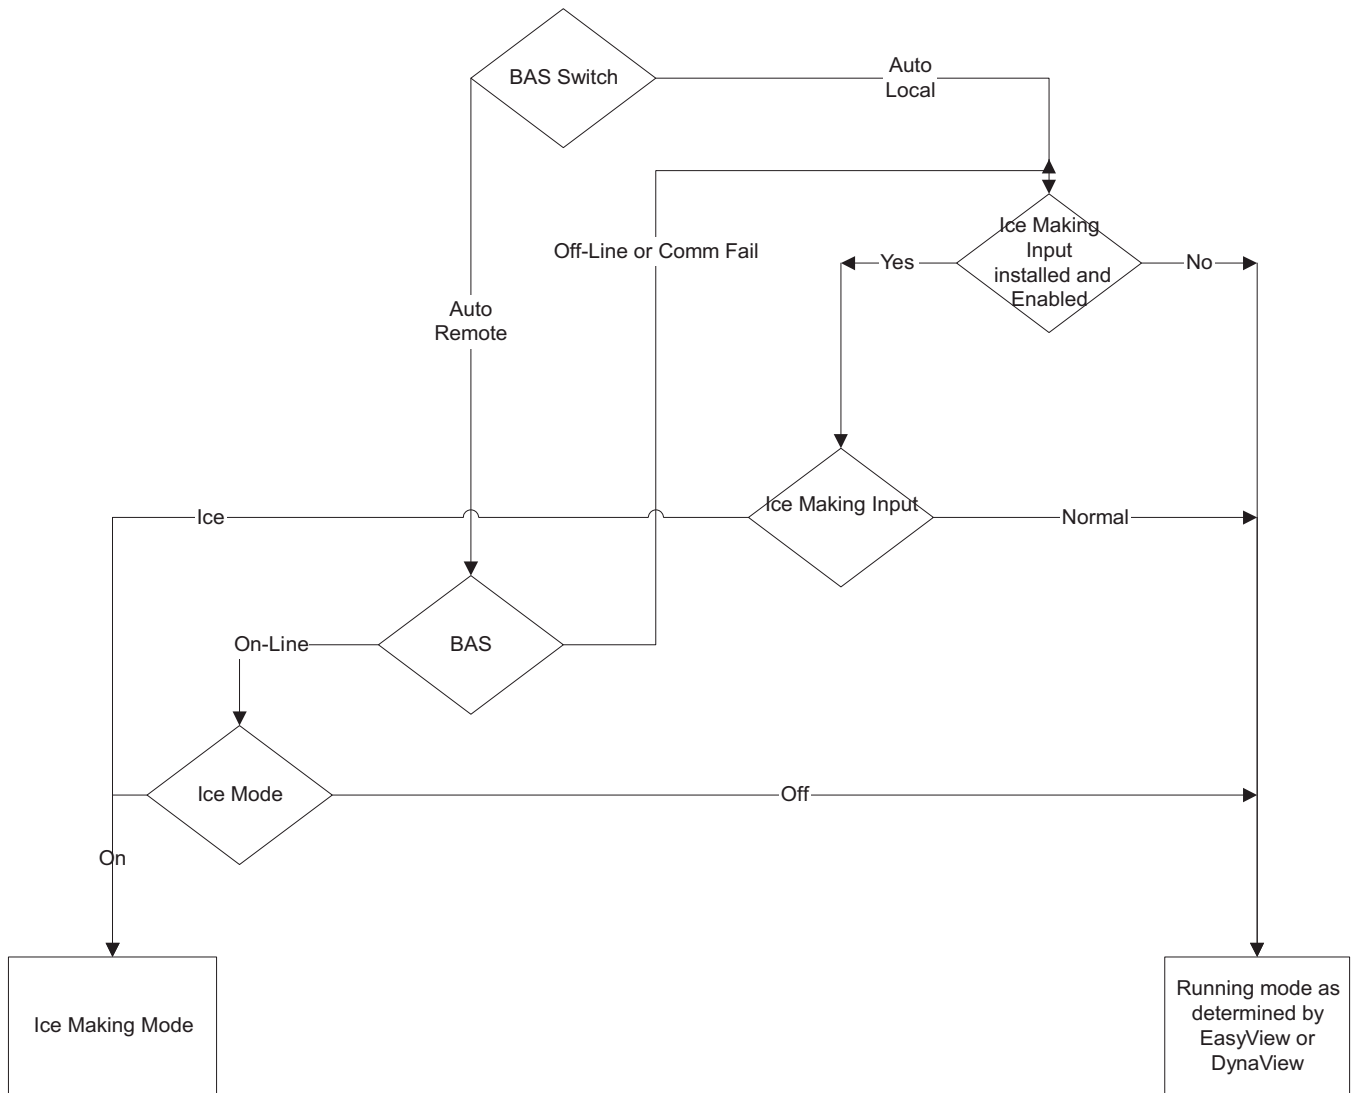 BAS Switch
Auto
Local
Ice Making
Input
installed and
Enabled
Off-Line or Comm Fail
Yes
No
Auto
Remote
Ice Making Input
Ice
Normal
On-Line
BAS
Ice Mode
Off
On
Ice Making Mode
Running mode as
determined by
EasyView or
DynaView